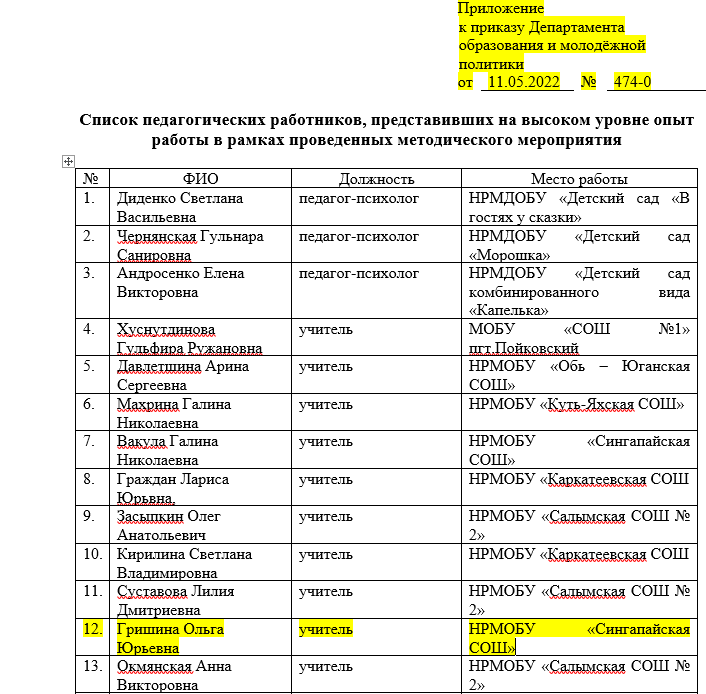 Приложение
к приказу Департамента
образования и молодёжной
политики
от 11.05.2022 № 474-0
Список педагогических работников, представивших на высоком уровне опыт
работы в рамках проведенных методического мероприятия
№ ФИО Должность Место работы
1. Диденко Светлана педагог-психолог НРМДОБУ «Детский сад «В
Васильевна гостях у сказки»
2. Чернянская Гульнара педагог-психолог НРМДОБУ «Детский сад
Санировна «Морошка»
3. Андросенко Елена педагог-психолог НРМДОБУ «Детский сад
Викторовна комбинированного вида
«Капелька»
4. Хуснутдинова учитель МОБУ «СОШ №1»
Гульфира Ружановна пгт.Пойковский
5. Давлетшина Арина учитель НРМОБУ «Обь – Юганская
Сергеевна СОШ»
6. Махрина Галина учитель НРМОБУ «Куть-Яхская СОШ»
Николаевна
7. Вакула Галина учитель НРМОБУ «Сингапайская
Николаевна СОШ»
8. Граждан Лариса учитель НРМОБУ «Каркатеевская СОШ
Юрьвна,
9. Засыпкин Олег учитель НРМОБУ «Салымская СОШ №
Анатольевич 2»
10. Кирилина Светлана учитель НРМОБУ «Каркатеевская СОШ
Владимировна
11. Суставова Лилия учитель НРМОБУ «Салымская СОШ №
Дмитриевна 2»
12. Гришина Ольга учитель НРМОБУ «Сингапайская
Юрьевна СОШ»
13. Окмянская Анна учитель НРМОБУ «Салымская СОШ №
Викторовна 2»